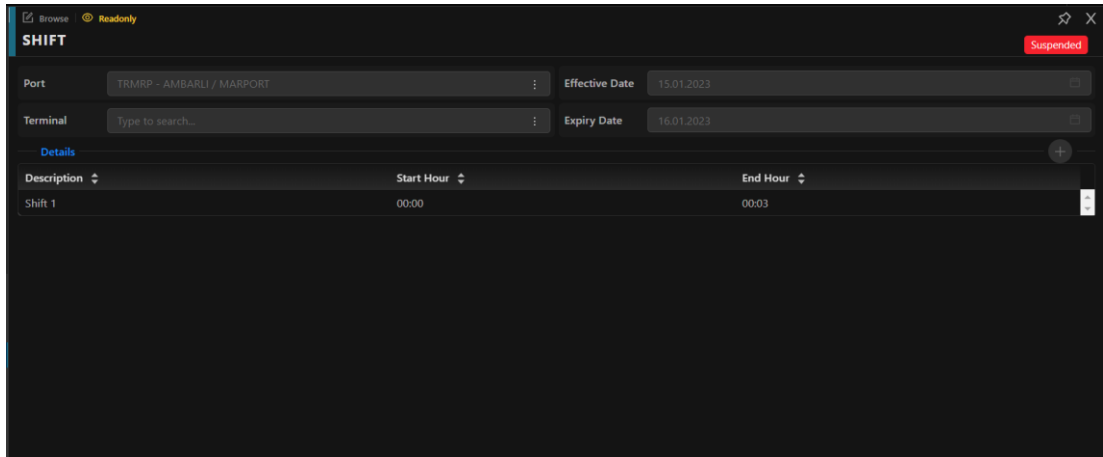 Browse Readonly X
SHIFT Suspended
Port TRMRP - AMBARLI / MARPORT Effective Date 15.01.2023
Terminal Type to search... Expiry Date 16.01.2023
Details
Description Start Hour End Hour
Shift 1 00:00 00:03